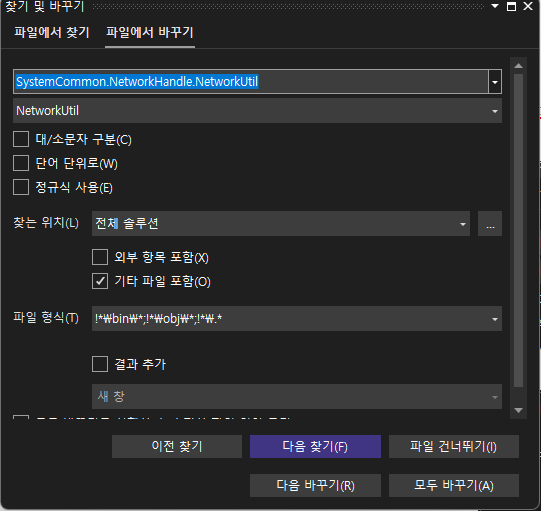 찾기 및 바꾸기
파일에서 찾기 파일에서 바꾸기
SystemCommon.NetworkHandle.NetworkUtil
NetworkUtil
대/소문자 구분(C)
단어 단위로(W)
정규식 사용(E)
찾는 위치(L) 전체 솔루션 ...
외부 항목 포함(X)
기타 파일 포함(O)
파일 형식(T) !*₩bin₩*;!*₩obj₩*;!*₩.*
결과 추가
새 창
이전 찾기 다음 찾기(F) 파일 건너뛰기(I)
다음 바꾸기(R) 모두 바꾸기(A)